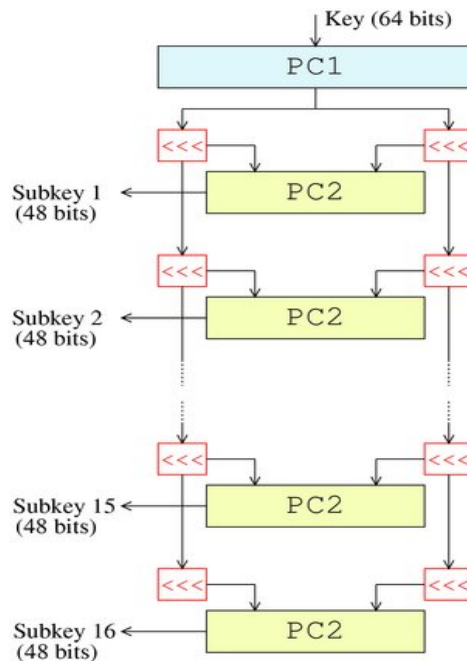 Key (64 bits)
PC1
<<< <<<
Subkey 1
(48 bits)
PC2
<<< <<<
Subkey 2
(48 bits)
PC2
<<< <<<
Subkey 15
(48 bits)
PC2
<<< <<<
Subkey 16
(48 bits)
PC2